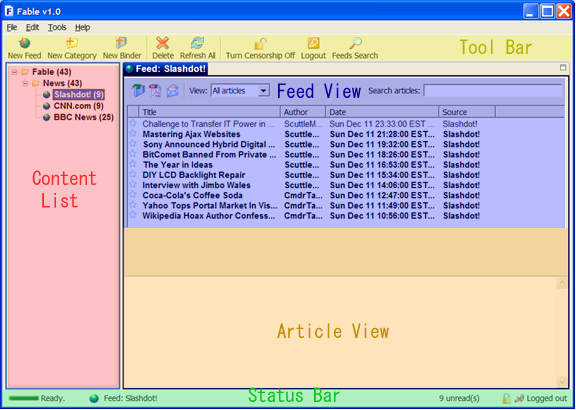 Fable v1.0
File Edit Tools Help
New Feed New Category New Binder Delete Refresh All Turn Censorship Off Logout Feeds Search
Tool Bar
Fable (43)
News (43)
Slashdot! (9)
CNN.com (9)
BBC News (25)
Content
List
Feed: Slashdot!
View: All articles Feed View Search articles:
Title Author Date Source
Challenge to Transfer IT Power in ... ScuttleM... Sun Dec 11 23:33:00 EST ... Slashdot!
Mastering Ajax Websites Scuttle... Sun Dec 11 21:28:00 EST... Slashdot!
Sony Announced Hybrid Digital ... Scuttle... Sun Dec 11 19:32:00 EST... Slashdot!
BitComet Banned From Private ... Scuttle... Sun Dec 11 18:26:00 EST... Slashdot!
The Year in Ideas Scuttle... Sun Dec 11 16:53:00 EST... Slashdot!
DIY LCD Backlight Repair Scuttle... Sun Dec 11 15:34:00 EST... Slashdot!
Interview with Jimbo Wales Scuttle... Sun Dec 11 14:06:00 EST... Slashdot!
Coca-Cola's Coffee Soda CmdrTa... Sun Dec 11 12:47:00 EST... Slashdot!
Yahoo Tops Portal Market In Vis... CmdrTa... Sun Dec 11 11:49:00 EST... Slashdot!
Wikipedia Hoax Author Confess... CmdrTa... Sun Dec 11 10:56:00 EST... Slashdot!
Article View
Ready. Feed: Slashdot! Status Bar 9 unread(s) Logged out